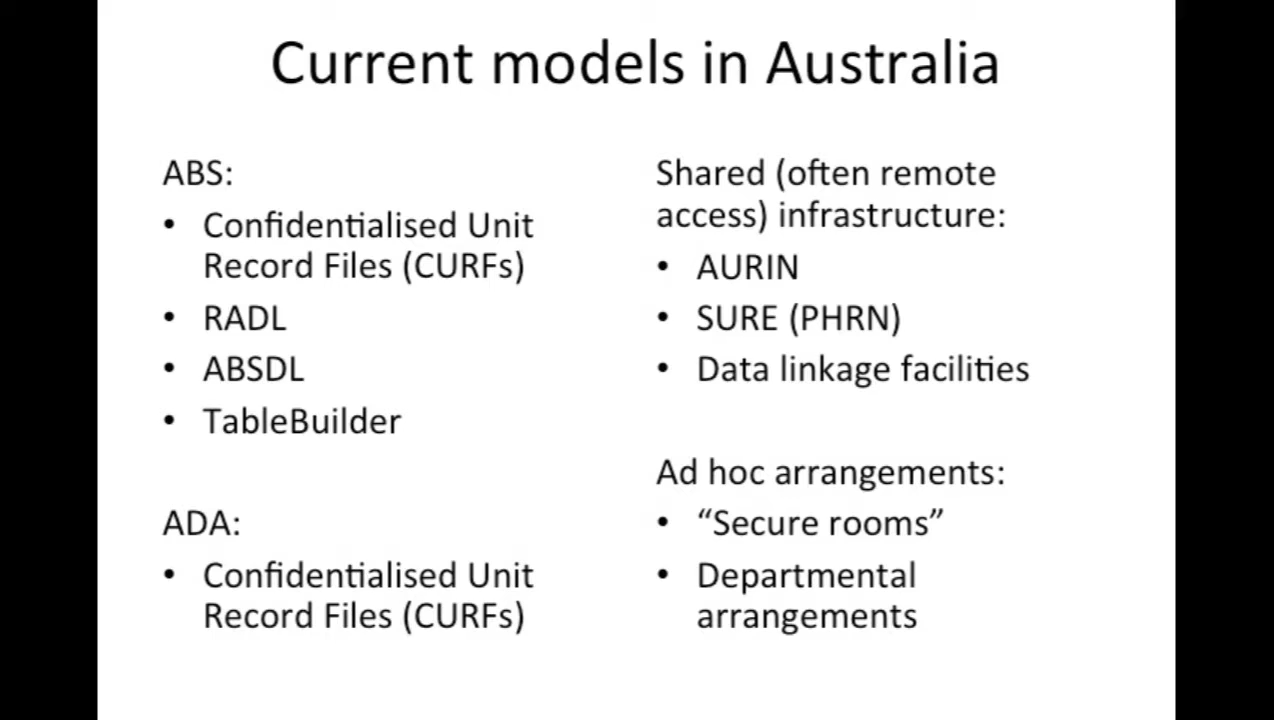 Current models in Australia
ABS:
• Confidentialised Unit
Record Files (CURFs)
• RADL
• ABSDL
• TableBuilder
ADA:
• Confidentialised Unit
Record Files (CURFs)
Shared (often remote
access) infrastructure:
• AURIN
• SURE (PHRN)
• Data linkage facilities
Ad hoc arrangements:
• “Secure rooms”
• Departmental
arrangements